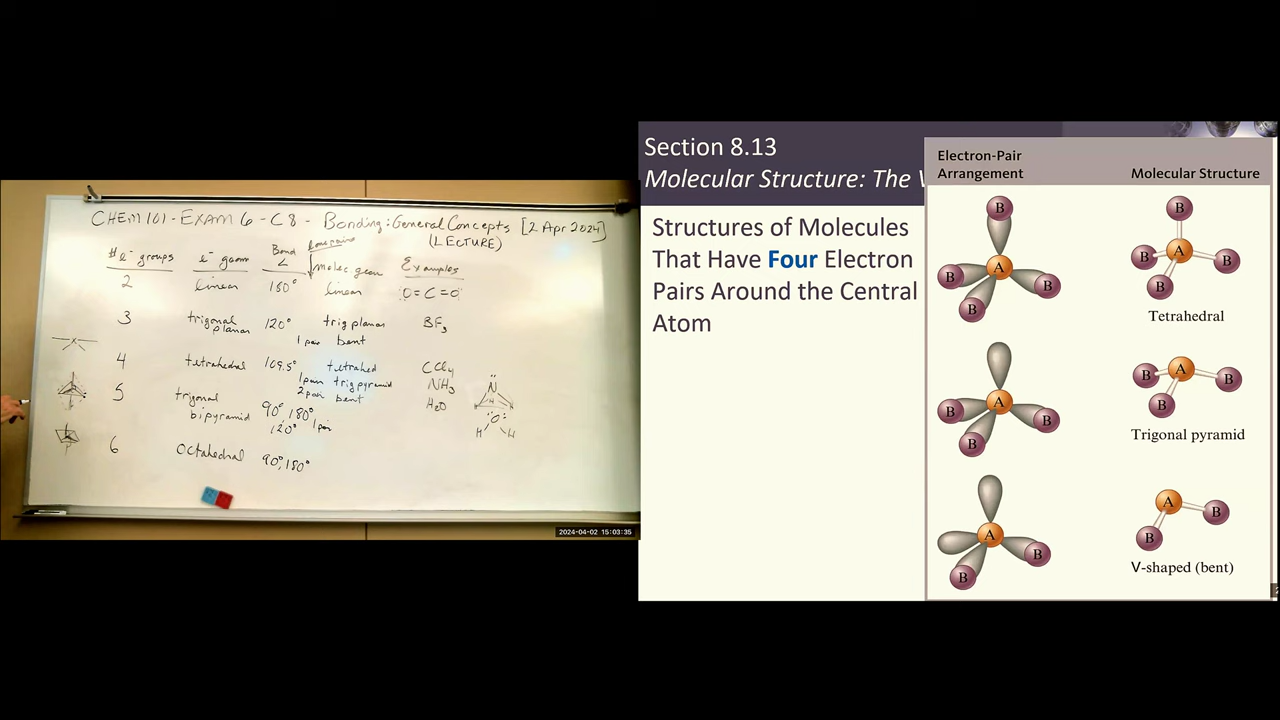 CHEM 101 - EXAM 6 - C8 - Bonding: General Concepts [2 Apr 2024]
(LECTURE)
#e⁻ groups e⁻ geom Bond < molec. geom Examples
2 linear 180° linear O=C=O
3 trigonal planar 120° trig planar BF₃
1 pair bent
4 tetrahedral 109.5° tetrahed CCl₄
1 pair trig pyramid NH₃
2 pair bent H₂O
5 trigonal bipyramid 90° 180° 120° 1 pair
6 Octahedral 90°, 180°
N
H H H
O
H H
2024-04-02 15:03:35
Section 8.13
Molecular Structure: The V
Structures of Molecules
That Have Four Electron
Pairs Around the Central
Atom
Electron-Pair
Arrangement
Molecular Structure
B
A
B
B
B
B
A
B
B
B
Tetrahedral
A
B
B
B
A
B
B
B
Trigonal pyramid
A
B
B
A
B
B
V-shaped (bent)